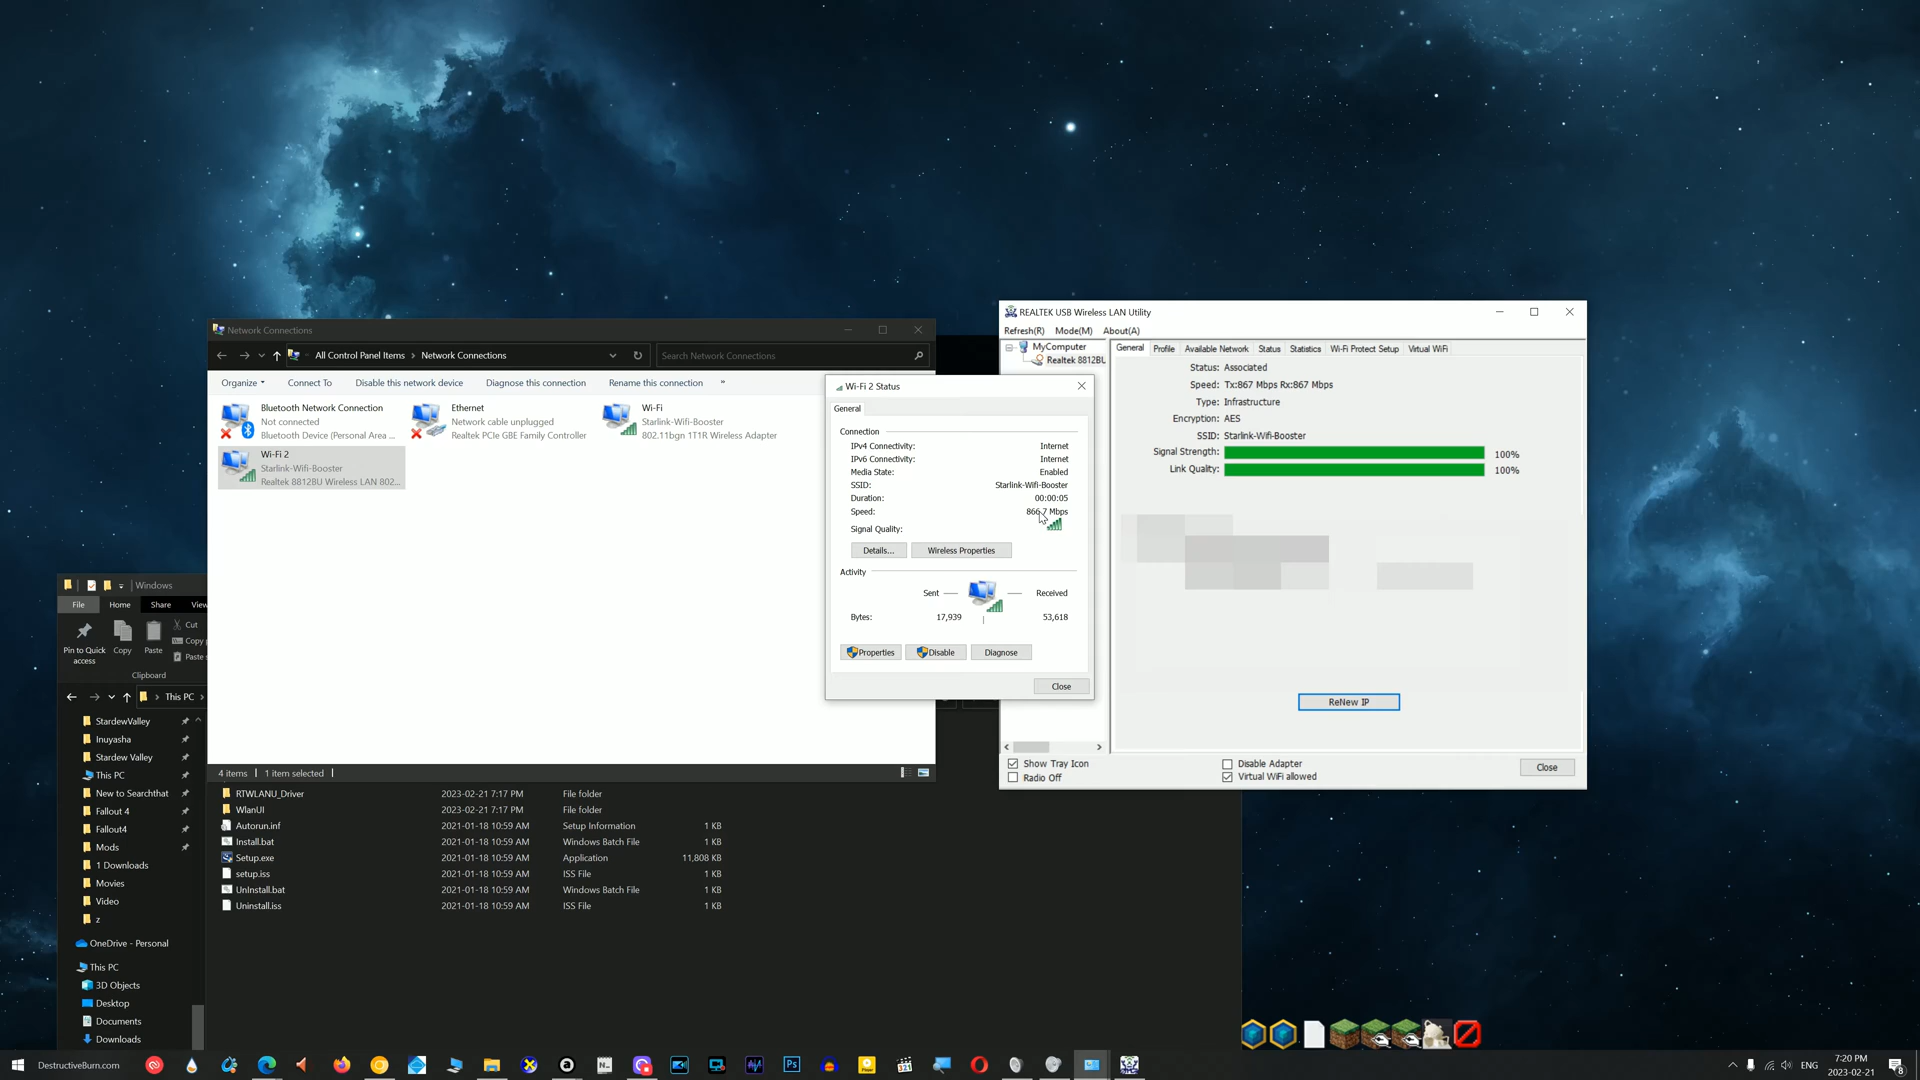 Network Connections
All Control Panel Items > Network Connections
Search Network Connections
Organize
Connect To
Disable this network device
Diagnose this connection
Rename this connection
»
Bluetooth Network Connection
Not connected
Bluetooth Device (Personal Area ...
Ethernet
Network cable unplugged
Realtek PCIe GBE Family Controller
Wi-Fi
Starlink-Wifi-Booster
802.11bgn 1T1R Wireless Adapter
Wi-Fi 2
Starlink-Wifi-Booster
Realtek 8812BU Wireless LAN 802...
4 items
1 item selected
Wi-Fi 2 Status
General
Connection
IPv4 Connectivity: Internet
IPv6 Connectivity: Internet
Media State: Enabled
SSID: Starlink-Wifi-Booster
Duration: 00:00:05
Speed: 866.7 Mbps
Signal Quality:
Details...
Wireless Properties
Activity
Sent
Received
Bytes: 17,939 53,618
Properties
Disable
Diagnose
Close
REALTEK USB Wireless LAN Utility
Refresh(R) Mode(M) About(A)
MyComputer
Realtek 8812BU
General Profile Available Network Status Statistics Wi-Fi Protect Setup Virtual WiFi
Status: Associated
Speed: Tx:867 Mbps Rx:867 Mbps
Type: Infrastructure
Encryption: AES
SSID: Starlink-Wifi-Booster
Signal Strength: 100%
Link Quality: 100%
ReNew IP
Show Tray Icon
Radio Off
Disable Adapter
Virtual WiFi allowed
Close
Windows
File Home Share View
Pin to Quick access
Copy
Paste
Cut
Copy
Paste
Clipboard
This PC
StardewValley
Inuyasha
Stardew Valley
This PC
New to Searchthat
Fallout 4
Fallout4
Mods
1 Downloads
Movies
Video
z
OneDrive - Personal
This PC
3D Objects
Desktop
Documents
Downloads
RTWLANU_Driver 2023-02-21 7:17 PM File folder
WlanUI 2023-02-21 7:17 PM File folder
Autorun.inf 2021-01-18 10:59 AM Setup Information 1 KB
Install.bat 2021-01-18 10:59 AM Windows Batch File 1 KB
Setup.exe 2021-01-18 10:59 AM Application 11,808 KB
setup.iss 2021-01-18 10:59 AM ISS File 1 KB
UnInstall.bat 2021-01-18 10:59 AM Windows Batch File 1 KB
Uninstall.iss 2021-01-18 10:59 AM ISS File 1 KB
DestructiveBurn.com
Ps
ENG
7:20 PM
2023-02-21
8